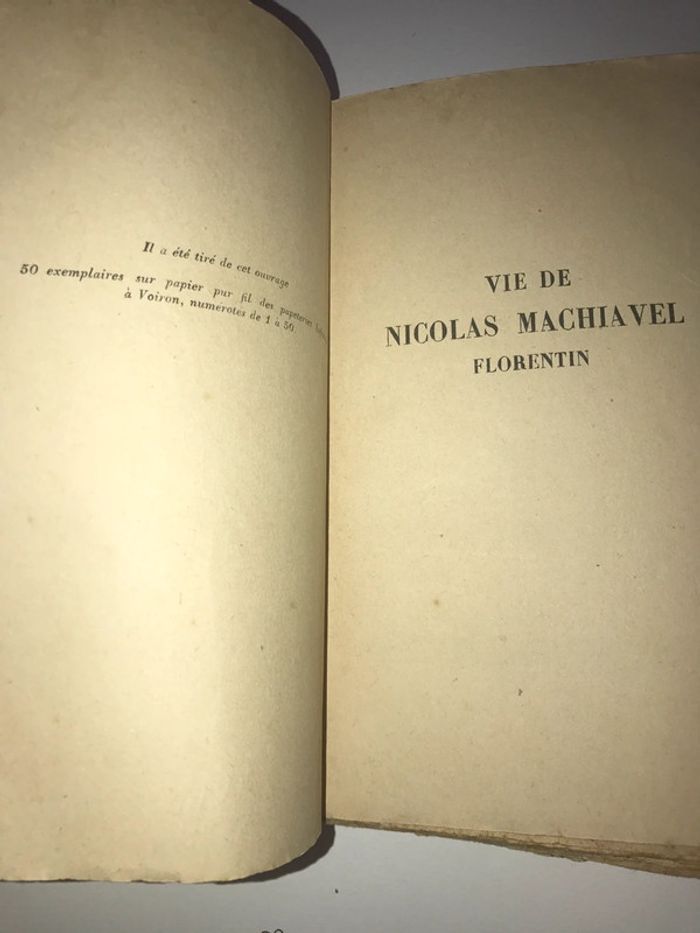 Il a été tiré de cet ouvrage
50 exemplaires sur papier pur fil des papeteries
à Voiron, numérotés de 1 à 50
VIE DE
NICOLAS MACHIAVEL
FLORENTIN